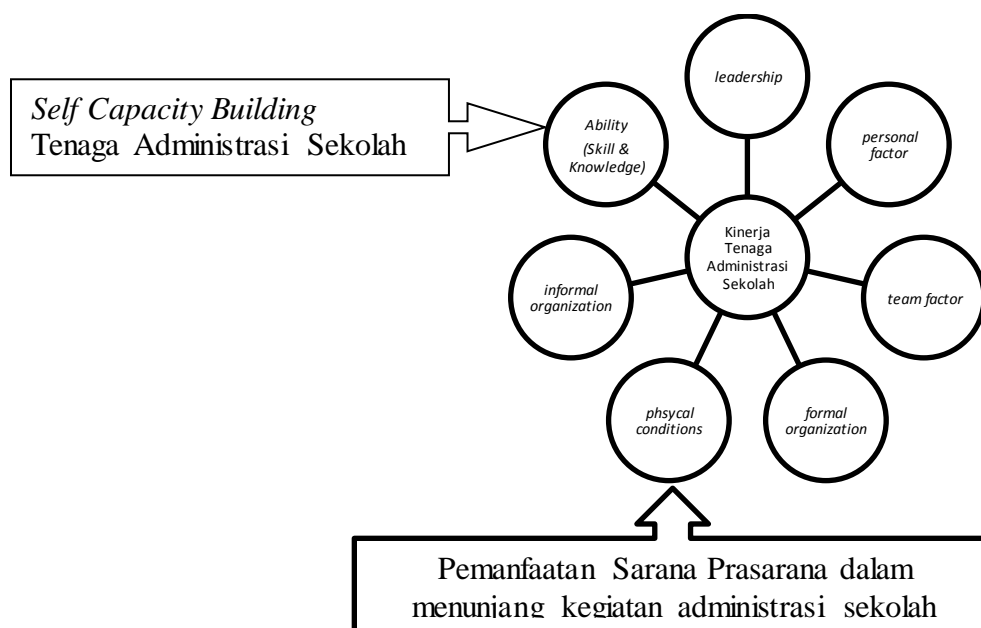 Self Capacity Building
Tenaga Administrasi Sekolah
leadership
Ability
(Skill &
Knowledge)
personal
factor
Kinerja
Tenaga
Administrasi
Sekolah
informal
organization
team factor
phsycal
conditions
formal
organization
Pemanfaatan Sarana Prasarana dalam
menunjang kegiatan administrasi sekolah